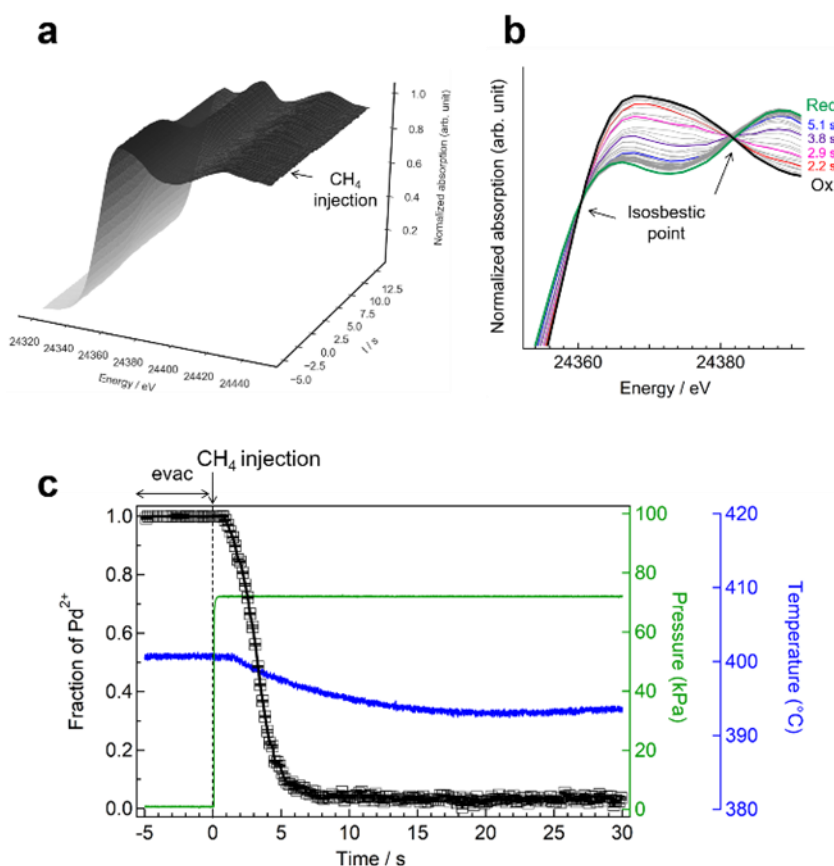 a
Normalized absorption (arb. unit)
1.0
0.8
0.6
0.4
0.2
CH4
injection
12.5
10.0
7.5
5.0
2.5
0.0
−2.5
−5.0
t / s
24320
24340
24360
24380
24400
24420
24440
Energy / eV
b
Normalized absorption (arb. unit)
Red
5.1 s
3.8 s
2.9 s
2.2 s
Ox
Isosbestic
point
24360
24380
Energy / eV
CH4 injection
evac
c
Fraction of Pd2+
1.0
0.8
0.6
0.4
0.2
0.0
100
80
60
40
20
0
Pressure (kPa)
420
410
400
390
380
Temperature (°C)
-5
0
5
10
15
20
25
30
Time / s